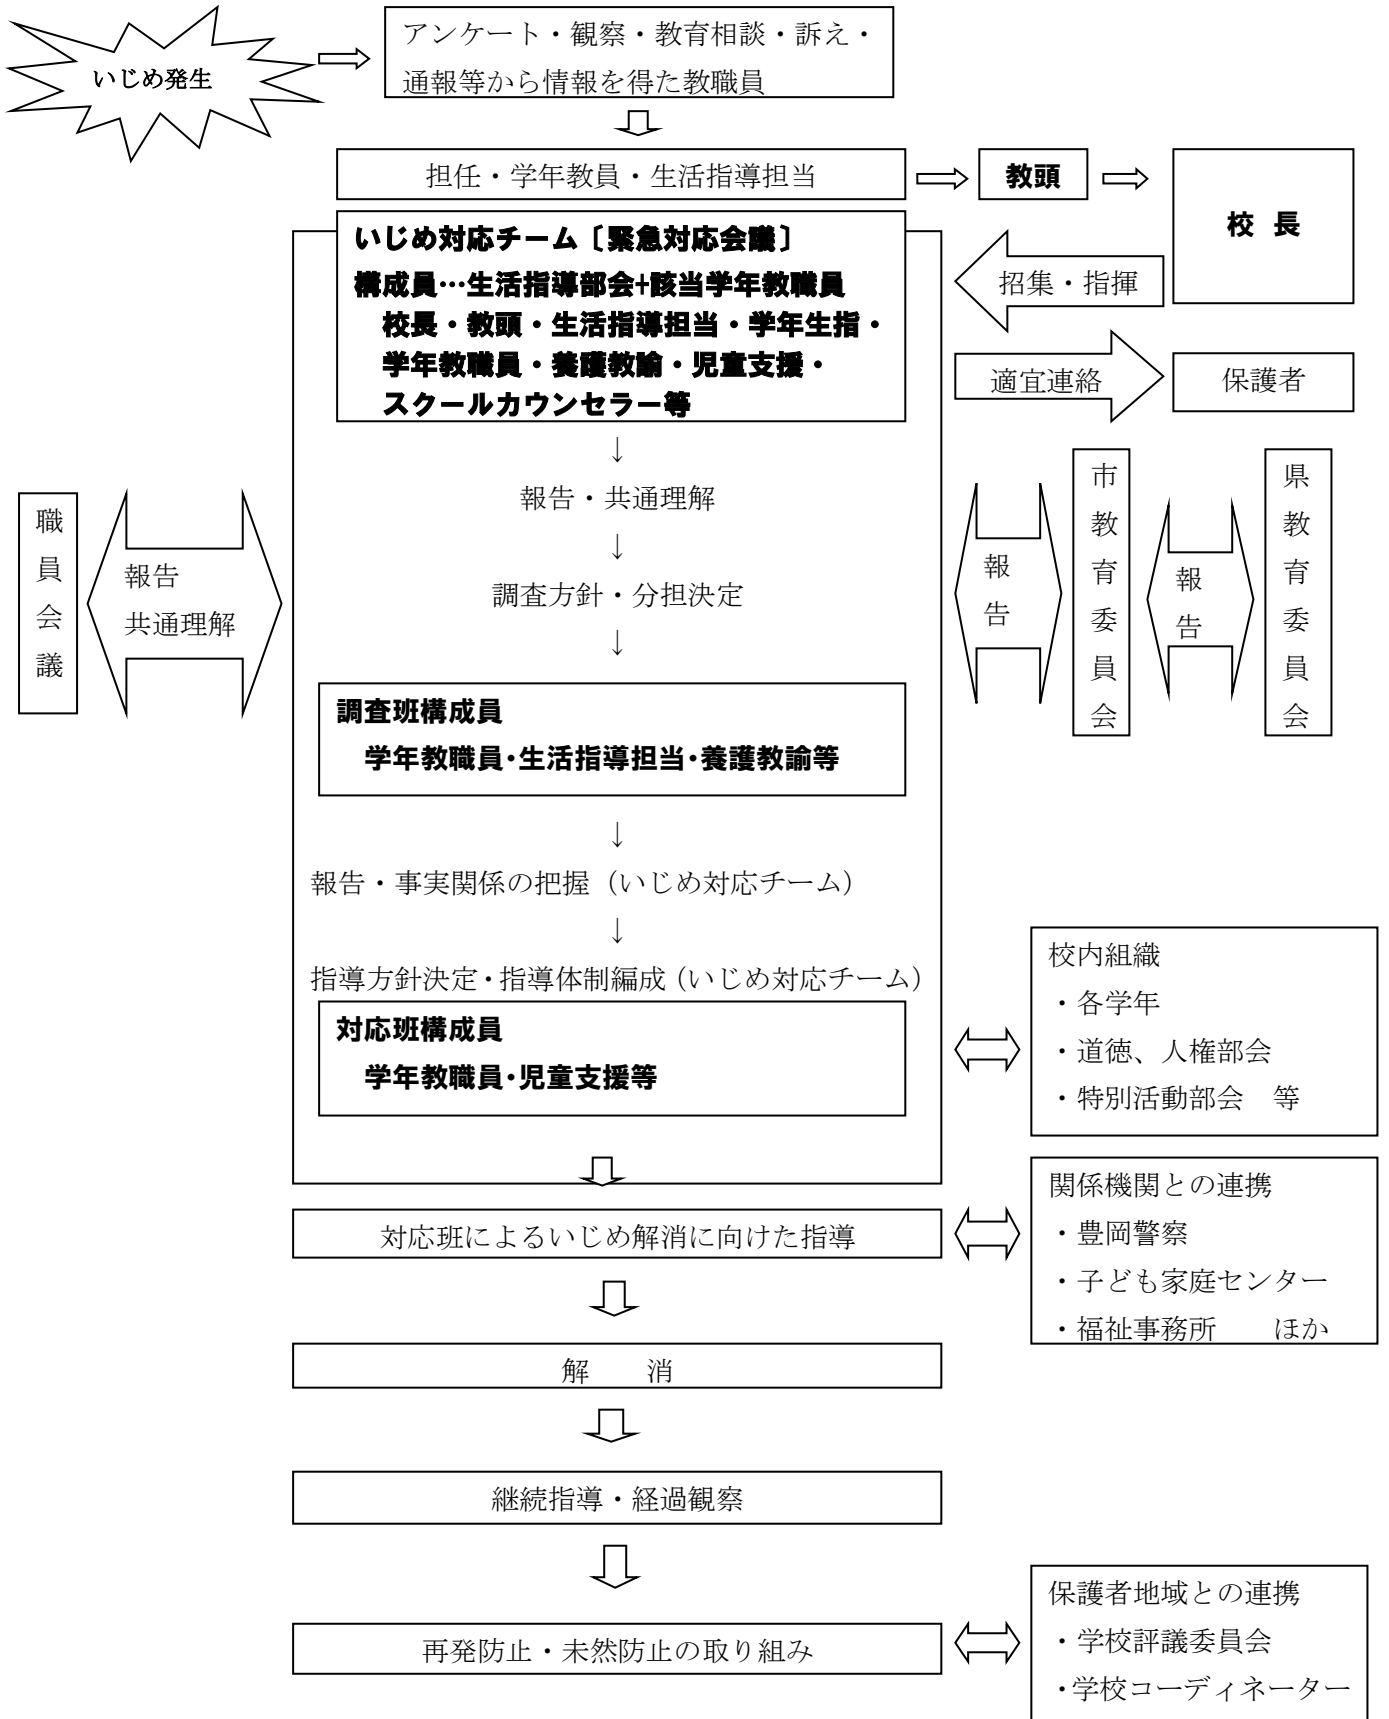 いじめ発生
アンケート・観察・教育相談・訴え・
通報等から情報を得た教職員
担任・学年教員・生活指導担当
教頭
校 長
いじめ対応チーム〔緊急対応会議〕
構成員…生活指導部会+該当学年教職員
校長・教頭・生活指導担当・学年生指・
学年教職員・養護教諭・児童支援・
スクールカウンセラー等
招集・指揮
適宜連絡
保護者
↓
報告・共通理解
↓
調査方針・分担決定
↓
職員会議
報告
共通理解
報告
市教育委員会
報告
県教育委員会
調査班構成員
学年教職員・生活指導担当・養護教諭等
↓
報告・事実関係の把握（いじめ対応チーム）
↓
指導方針決定・指導体制編成（いじめ対応チーム）
対応班構成員
学年教職員・児童支援等
校内組織
・各学年
・道徳、人権部会
・特別活動部会　等
対応班によるいじめ解消に向けた指導
関係機関との連携
・豊岡警察
・子ども家庭センター
・福祉事務所　　ほか
解　　消
継続指導・経過観察
再発防止・未然防止の取り組み
保護者地域との連携
・学校評議委員会
・学校コーディネーター